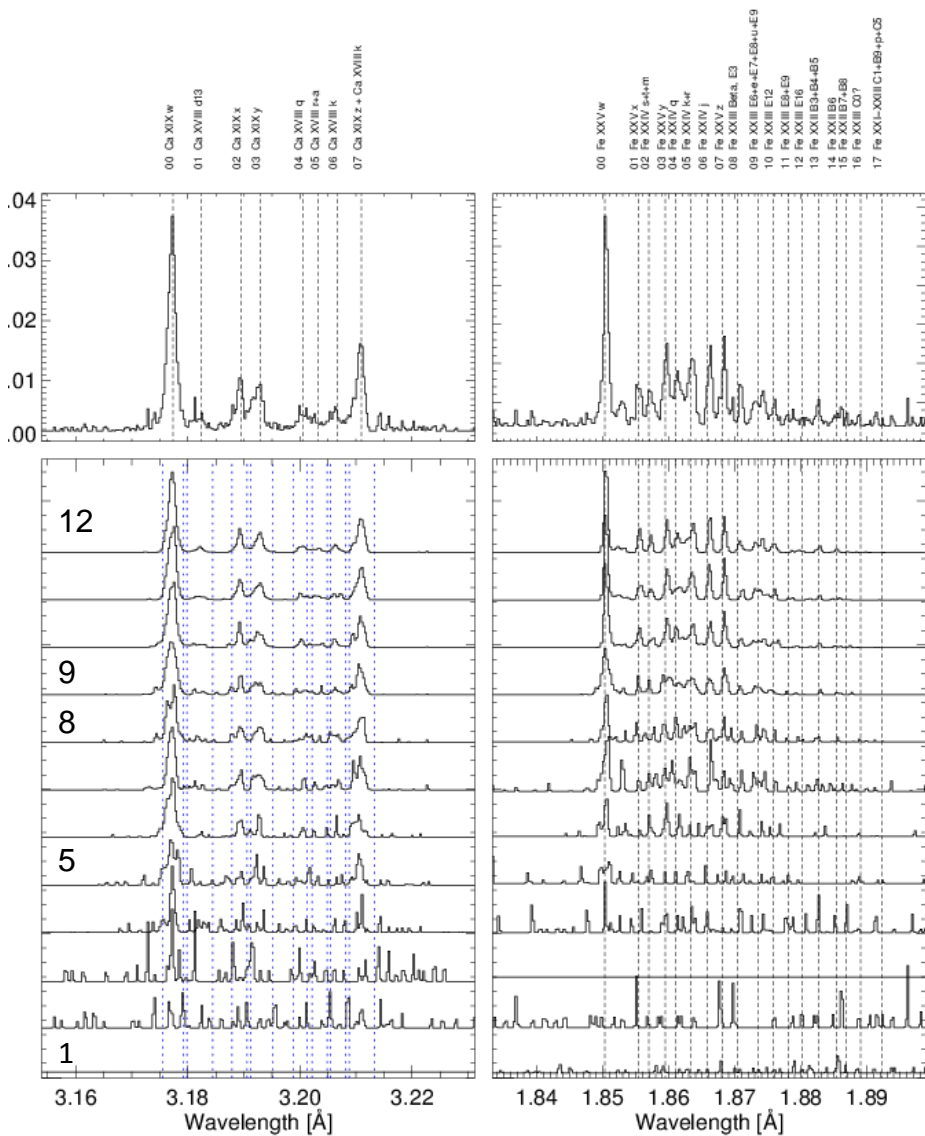 00 Ca XIX w
01 Ca XVIII d13
02 Ca XIX x
03 Ca XIX y
04 Ca XVIII q
05 Ca XVIII r+a
06 Ca XVIII k
07 Ca XIX z + Ca XVIII k
00 Fe XXV w
01 Fe XXV x
02 Fe XXIV s+t+m
03 Fe XXV y
04 Fe XXIV q
05 Fe XXIV k+r
06 Fe XXIV j
07 Fe XXV z
08 Fe XXIII Beta, E3
09 Fe XXIII E6+e+E7+E8+u+E9
10 Fe XXIII E12
11 Fe XXIII E8+E9
12 Fe XXIII E16
13 Fe XXII B3+B4+B5
14 Fe XXII B6
15 Fe XXII B7+B8
16 Fe XXIII C0?
17 Fe XXI-XXIII C1+B9+p+C5
.04
.03
.02
.01
.00
12
9
8
5
1
3.16 3.18 3.20 3.22
1.84 1.85 1.86 1.87 1.88 1.89
Wavelength [Å] Wavelength [Å]